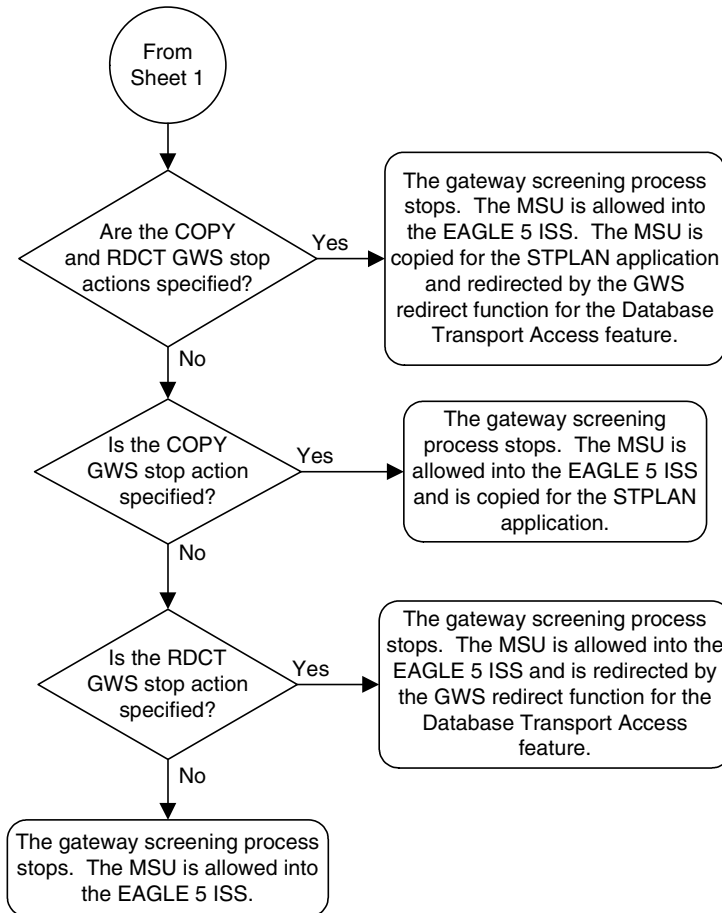 From
Sheet 1
Are the COPY
and RDCT GWS stop
actions specified?
Yes
The gateway screening process
stops.  The MSU is allowed into
the EAGLE 5 ISS.  The MSU is
copied for the STPLAN application
and redirected by the GWS
redirect function for the Database
Transport Access feature.
No
Is the COPY
GWS stop action
specified?
Yes
The gateway screening
process stops.  The MSU is
allowed into the EAGLE 5 ISS
and is copied for the STPLAN
application.
No
Is the RDCT
GWS stop action
specified?
Yes
The gateway screening process
stops.  The MSU is allowed into the
EAGLE 5 ISS and is redirected by
the GWS redirect function for the
Database Transport Access
feature.
No
The gateway screening process
stops.  The MSU is allowed into
the EAGLE 5 ISS.